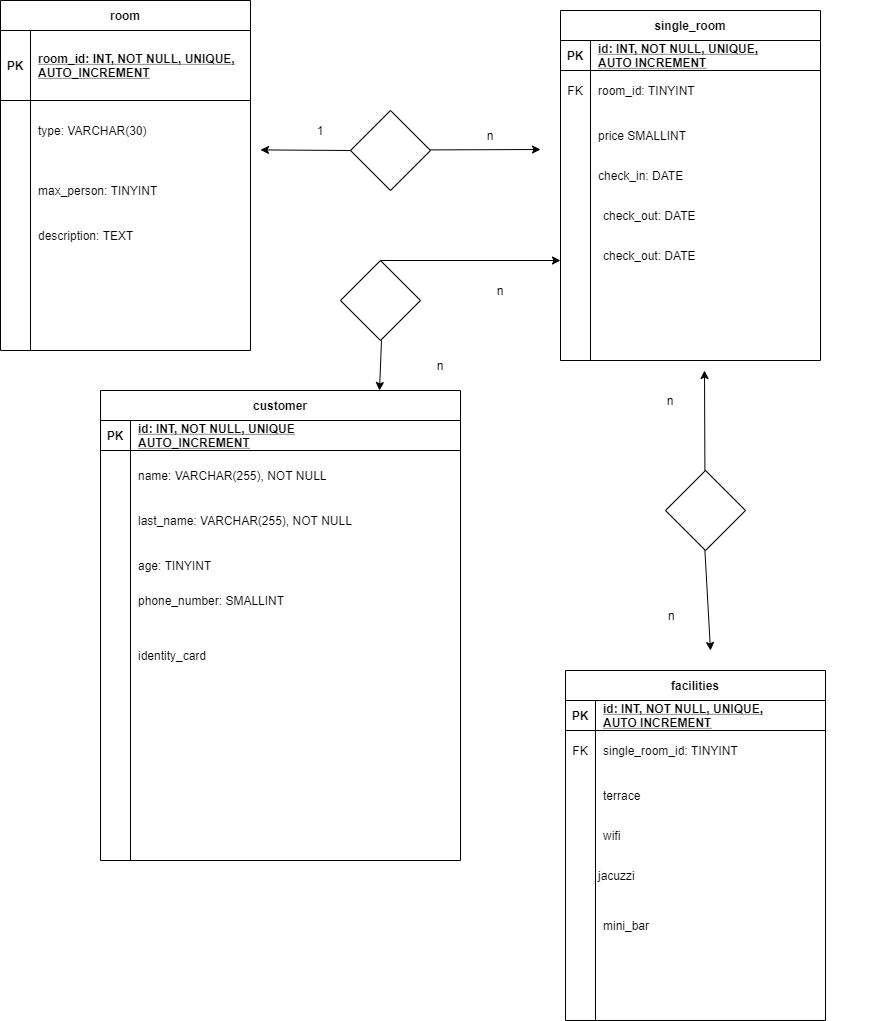 room
PK
room_id: INT, NOT NULL, UNIQUE,
AUTO_INCREMENT
type: VARCHAR(30)
max_person: TINYINT
description: TEXT
1
n
single_room
PK
id: INT, NOT NULL, UNIQUE,
AUTO INCREMENT
FK
room_id: TINYINT
price SMALLINT
check_in: DATE
check_out: DATE
check_out: DATE
n
n
customer
PK
id: INT, NOT NULL, UNIQUE
AUTO_INCREMENT
name: VARCHAR(255), NOT NULL
last_name: VARCHAR(255), NOT NULL
age: TINYINT
phone_number: SMALLINT
identity_card
n
n
facilities
PK
id: INT, NOT NULL, UNIQUE,
AUTO INCREMENT
FK
single_room_id: TINYINT
terrace
wifi
jacuzzi
mini_bar